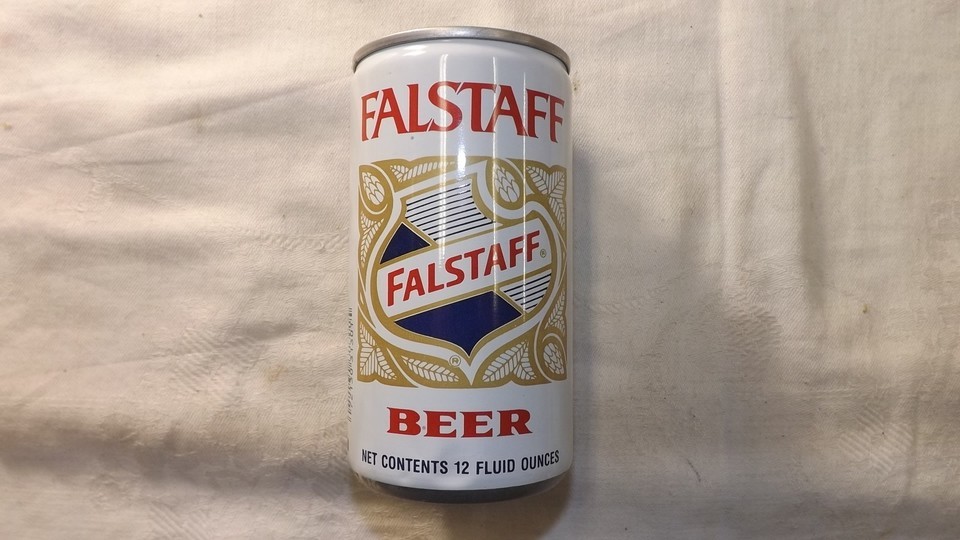 FALSTAFF
FALSTAFF®
®
BEER
NET CONTENTS 12 FLUID OUNCES